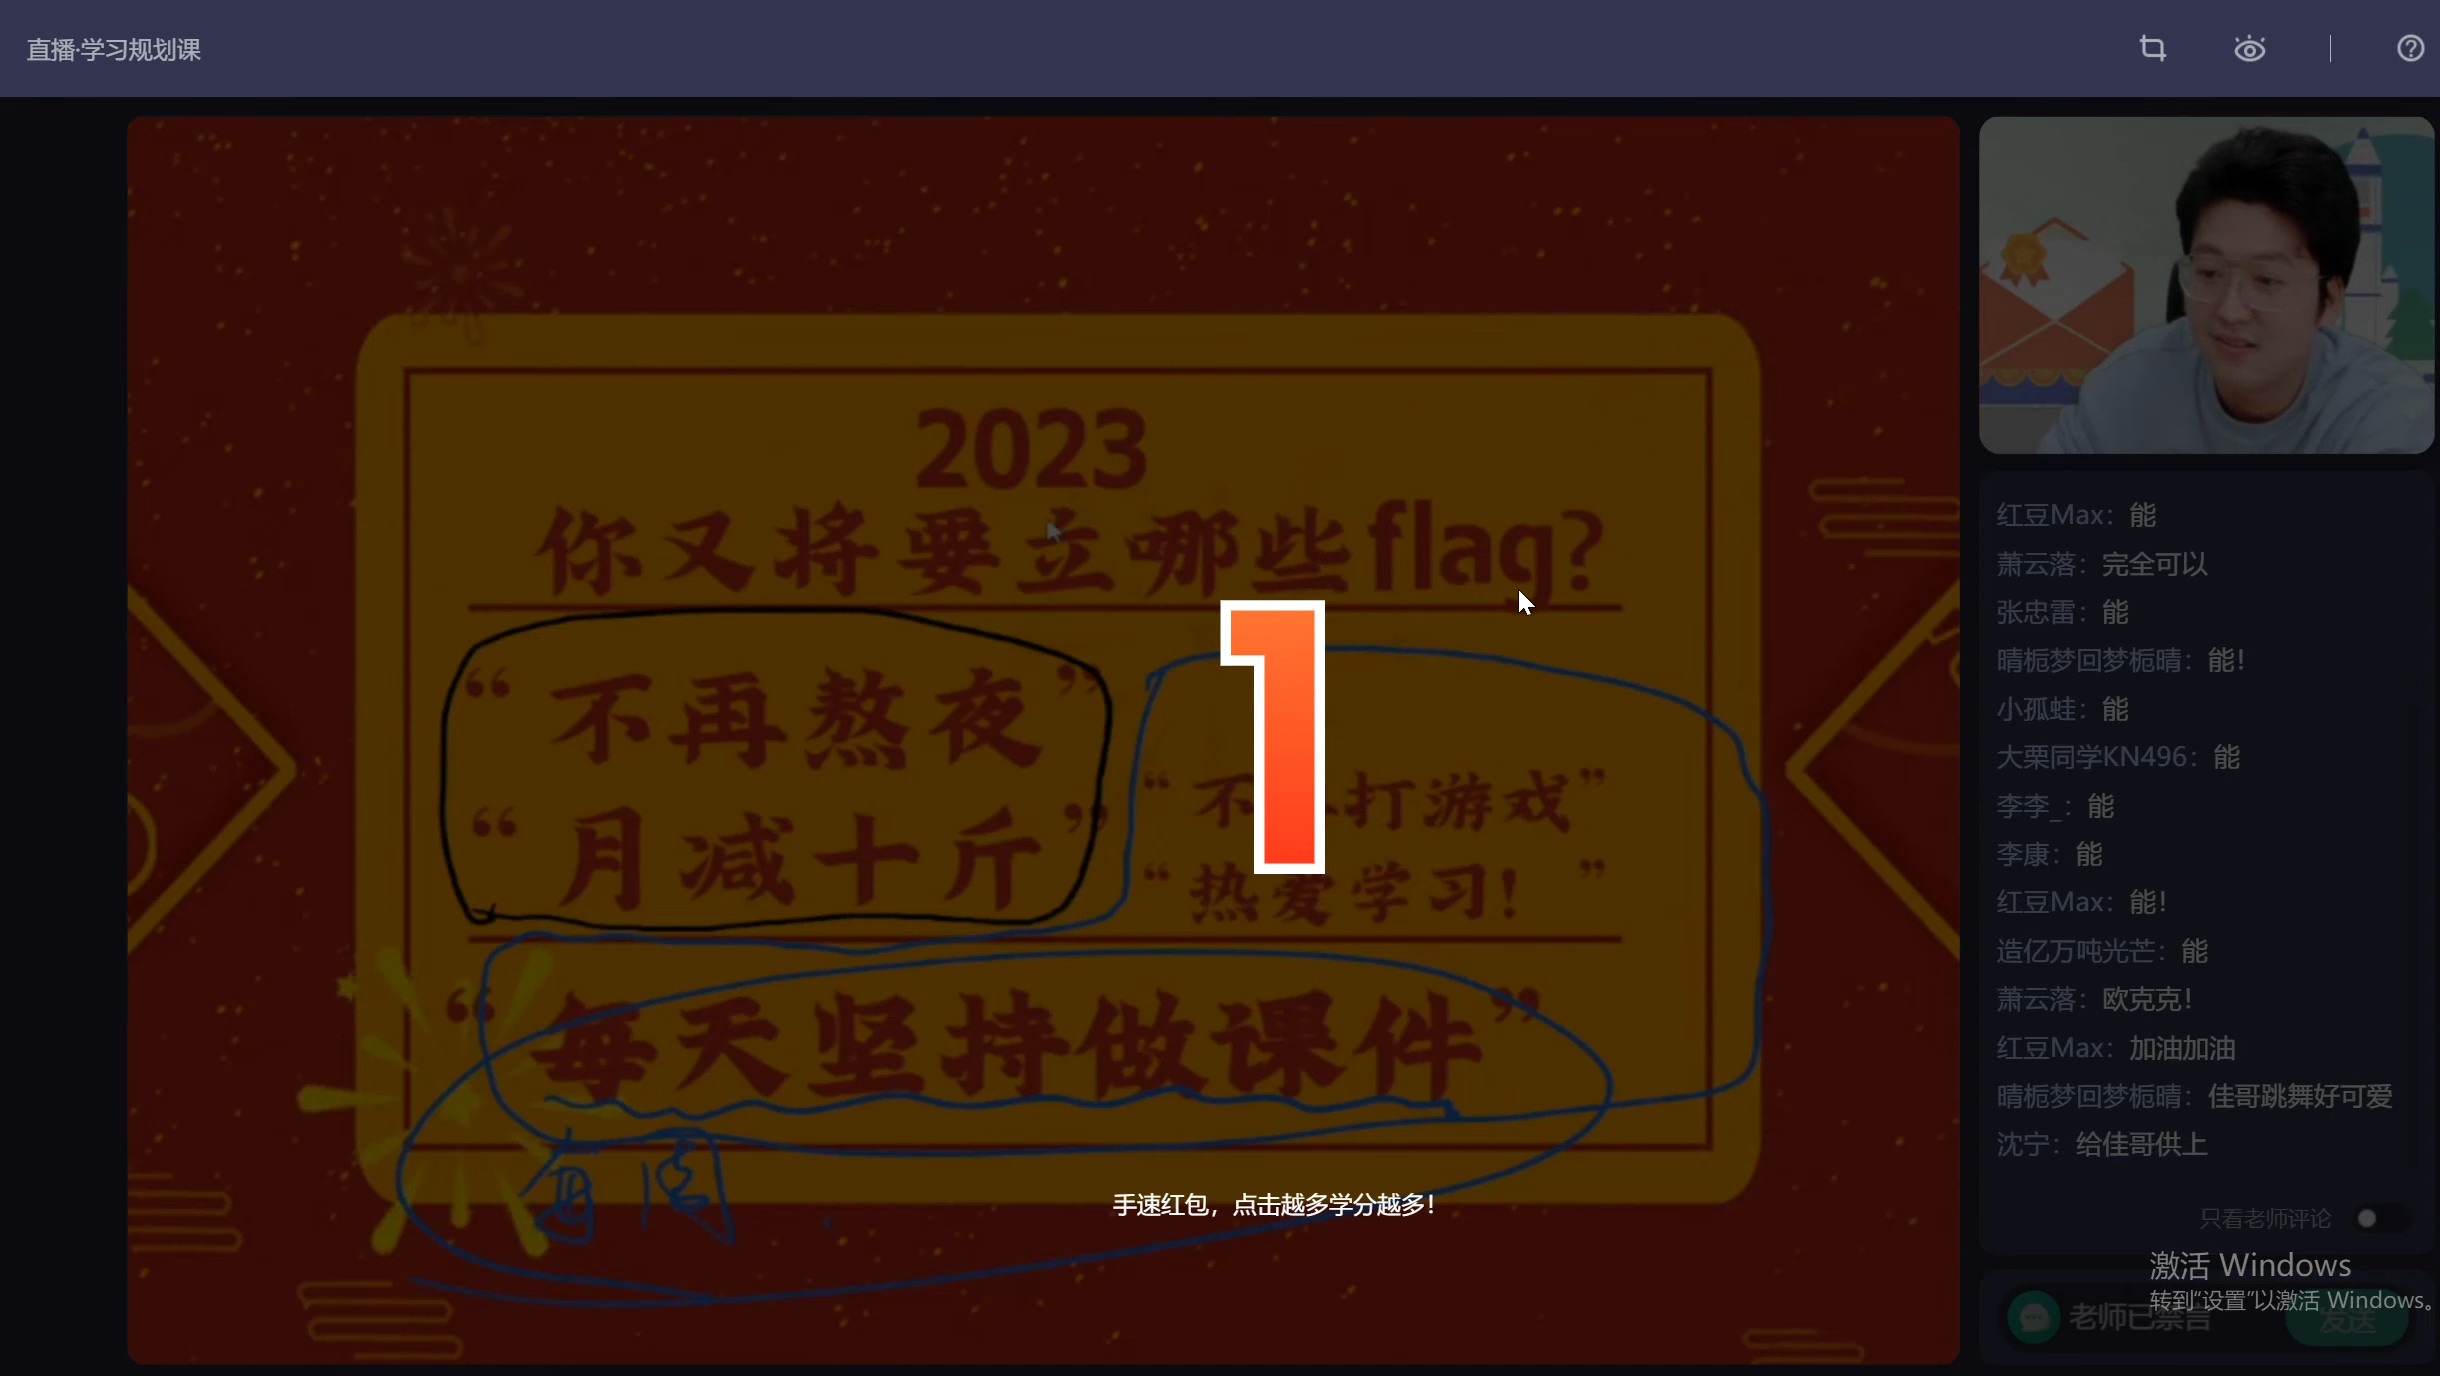 直播·学习规划课
2023
你又将要立哪些flag?
“不再熬夜”
“月减十斤”
1
“不 打游戏”
“热爱学习！”
“每天坚持做课件”
每周
手速红包，点击越多学分越多！
红豆Max：能
萧云落：完全可以
张忠雷：能
晴栀梦回梦栀晴：能！
小孤蛙：能
大栗同学KN496：能
李李_：能
李康：能
红豆Max：能！
造亿万吨光芒：能
萧云落：欧克克！
红豆Max：加油加油
晴栀梦回梦栀晴：佳哥跳舞好可爱
沈宁：给佳哥供上
只看老师评论
激活 Windows
转到“设置”以激活 Windows。
老师已禁言
发送